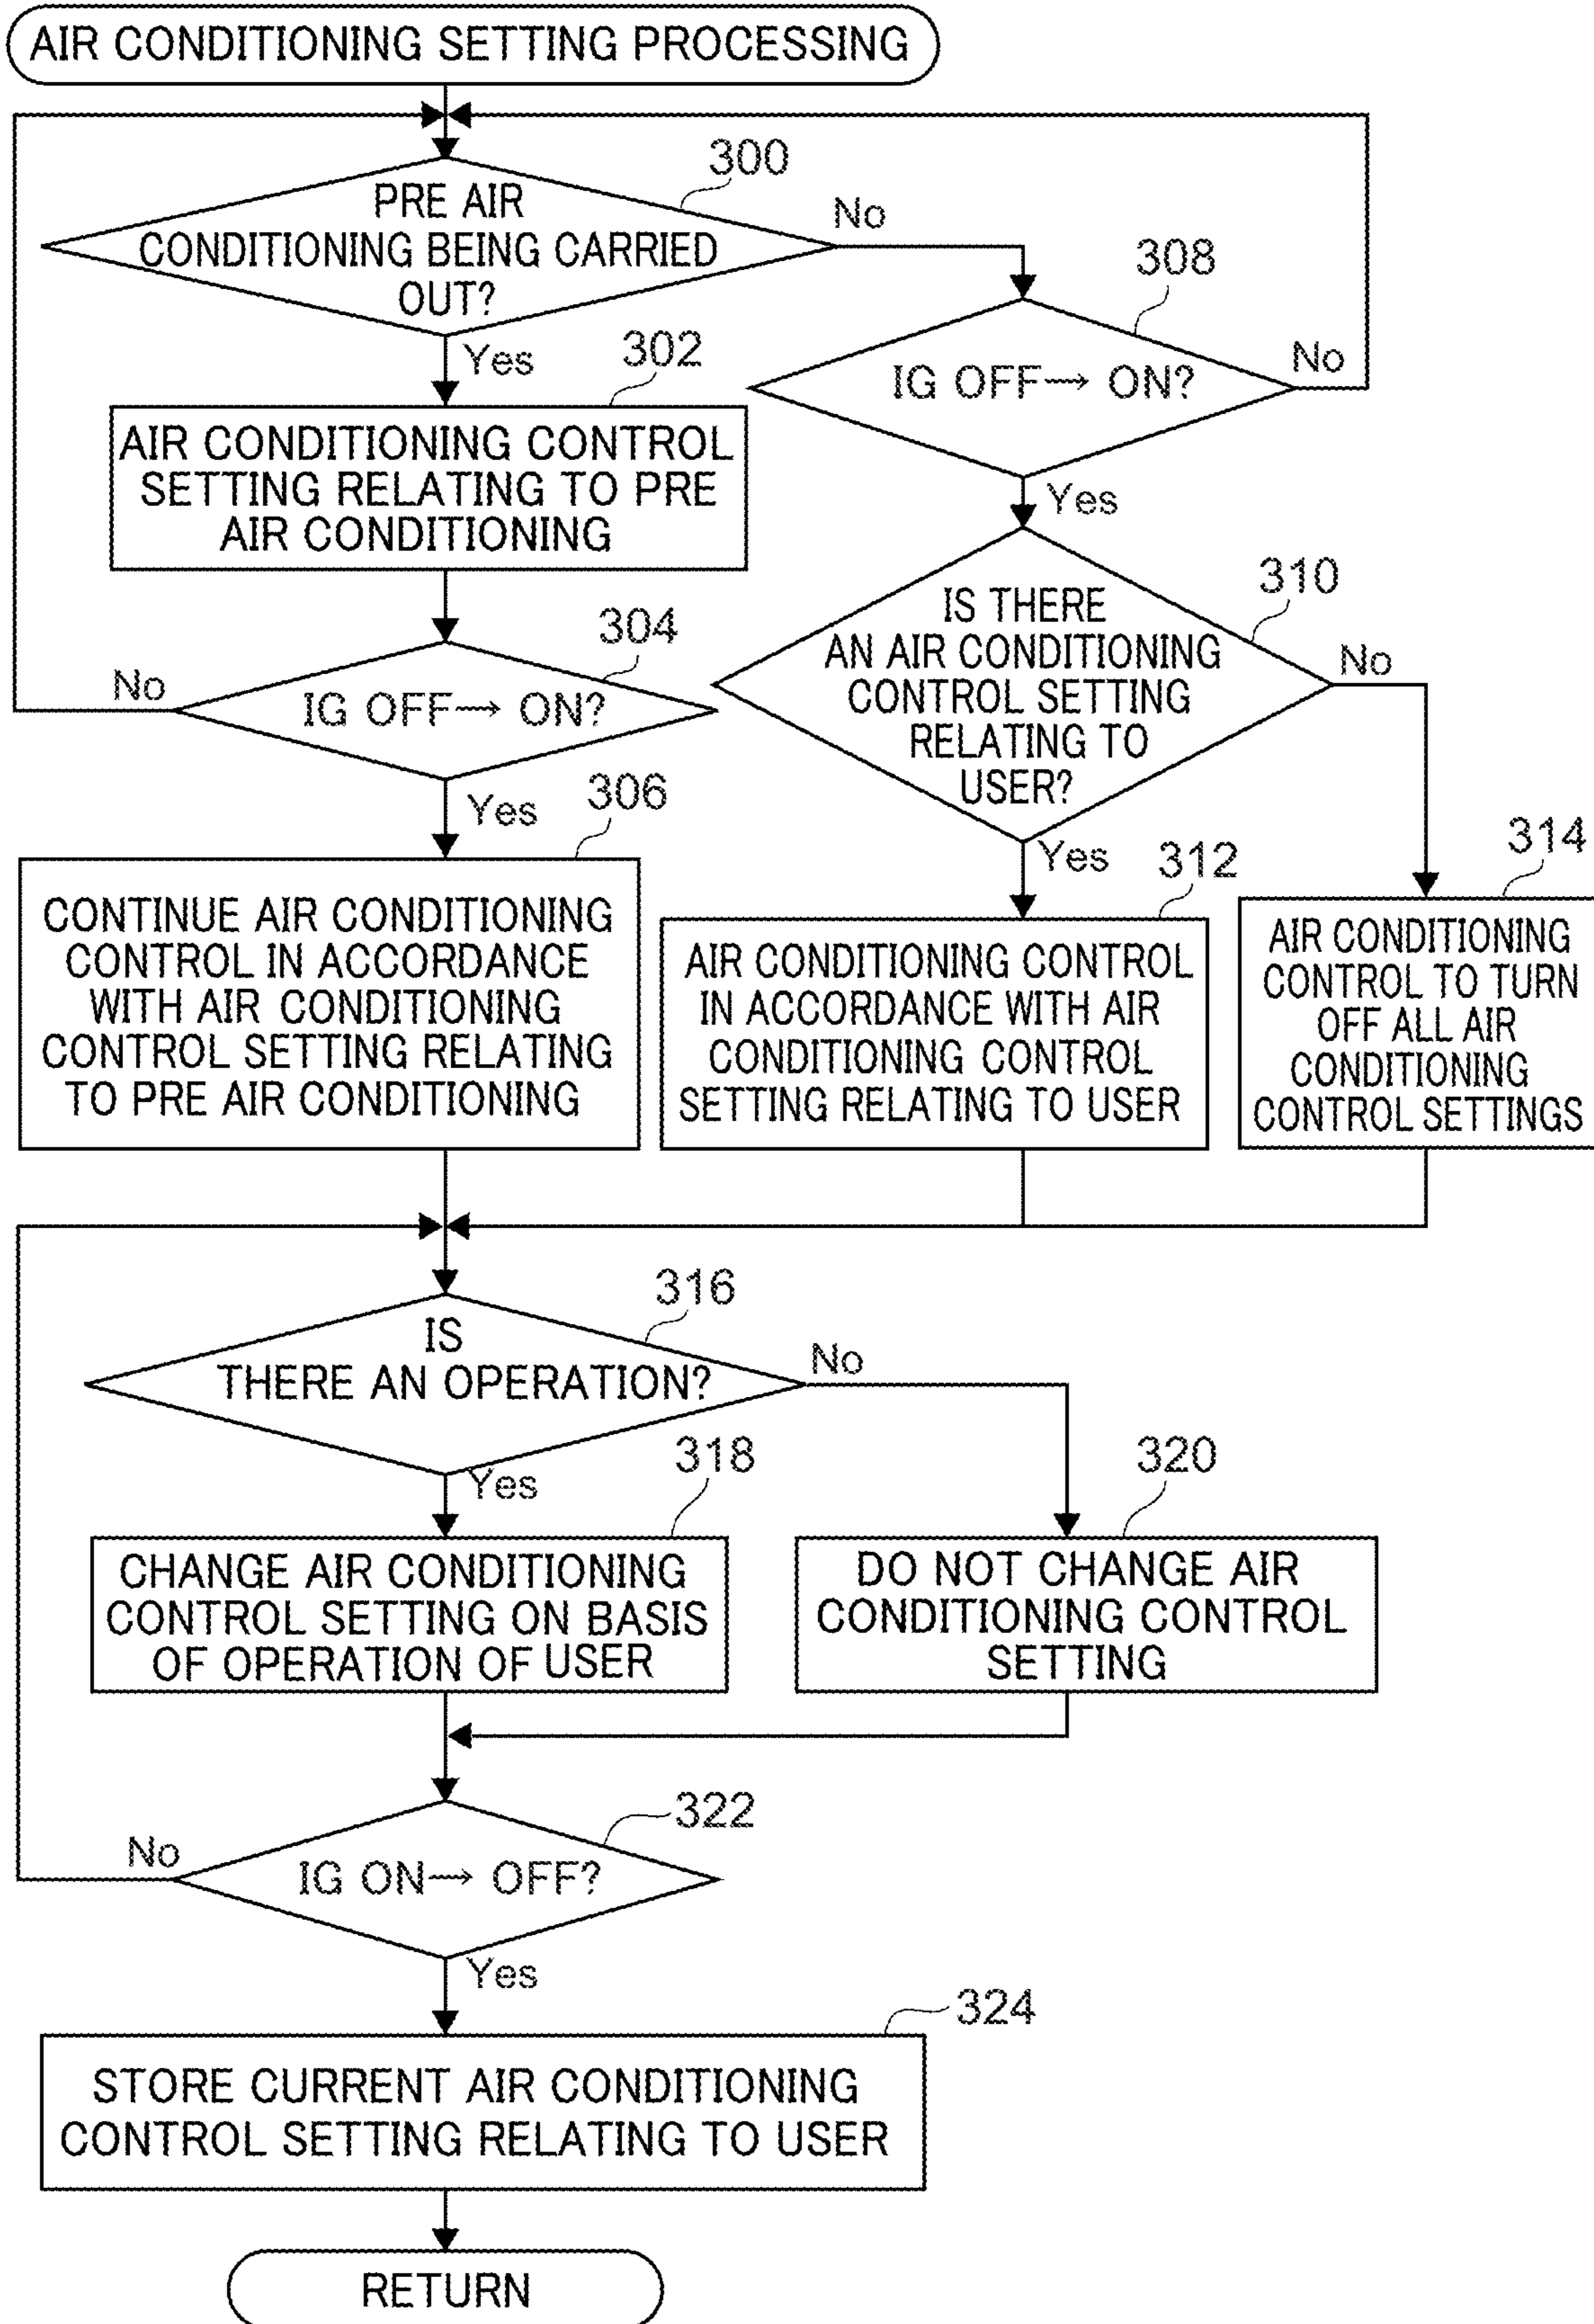 AIR CONDITIONING SETTING PROCESSING
300
PRE AIR
CONDITIONING BEING CARRIED
OUT?
No
Yes
308
IG OFF→ ON?
No
Yes
302
AIR CONDITIONING CONTROL
SETTING RELATING TO PRE
AIR CONDITIONING
304
No
IG OFF→ ON?
Yes
310
IS THERE
AN AIR CONDITIONING
CONTROL SETTING
RELATING TO
USER?
No
Yes
306
CONTINUE AIR CONDITIONING
CONTROL IN ACCORDANCE
WITH AIR CONDITIONING
CONTROL SETTING RELATING
TO PRE AIR CONDITIONING
312
AIR CONDITIONING CONTROL
IN ACCORDANCE WITH AIR
CONDITIONING CONTROL
SETTING RELATING TO USER
314
AIR CONDITIONING
CONTROL TO TURN
OFF ALL AIR
CONDITIONING
CONTROL SETTINGS
316
IS
THERE AN OPERATION?
No
Yes
318
CHANGE AIR CONDITIONING
CONTROL SETTING ON BASIS
OF OPERATION OF USER
320
DO NOT CHANGE AIR
CONDITIONING CONTROL
SETTING
322
No
IG ON→ OFF?
Yes
324
STORE CURRENT AIR CONDITIONING
CONTROL SETTING RELATING TO USER
RETURN